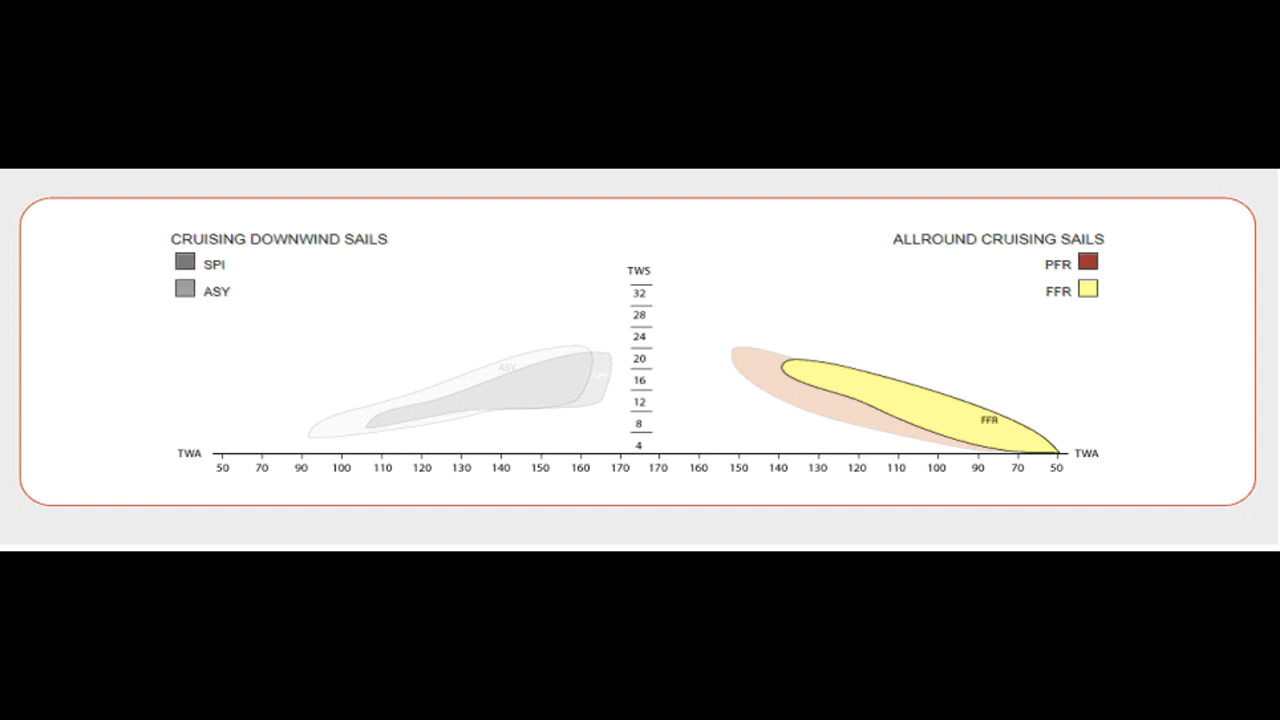 CRUISING DOWNWIND SAILS
SPI
ASY
ALLROUND CRUISING SAILS
PFR
FFR
TWS
32
28
24
20
16
12
8
4
ASY
FFR
TWA
50 70 90 100 110 120 130 140 150 160 170 170 160 150 140 130 120 110 100 90 70 50
TWA